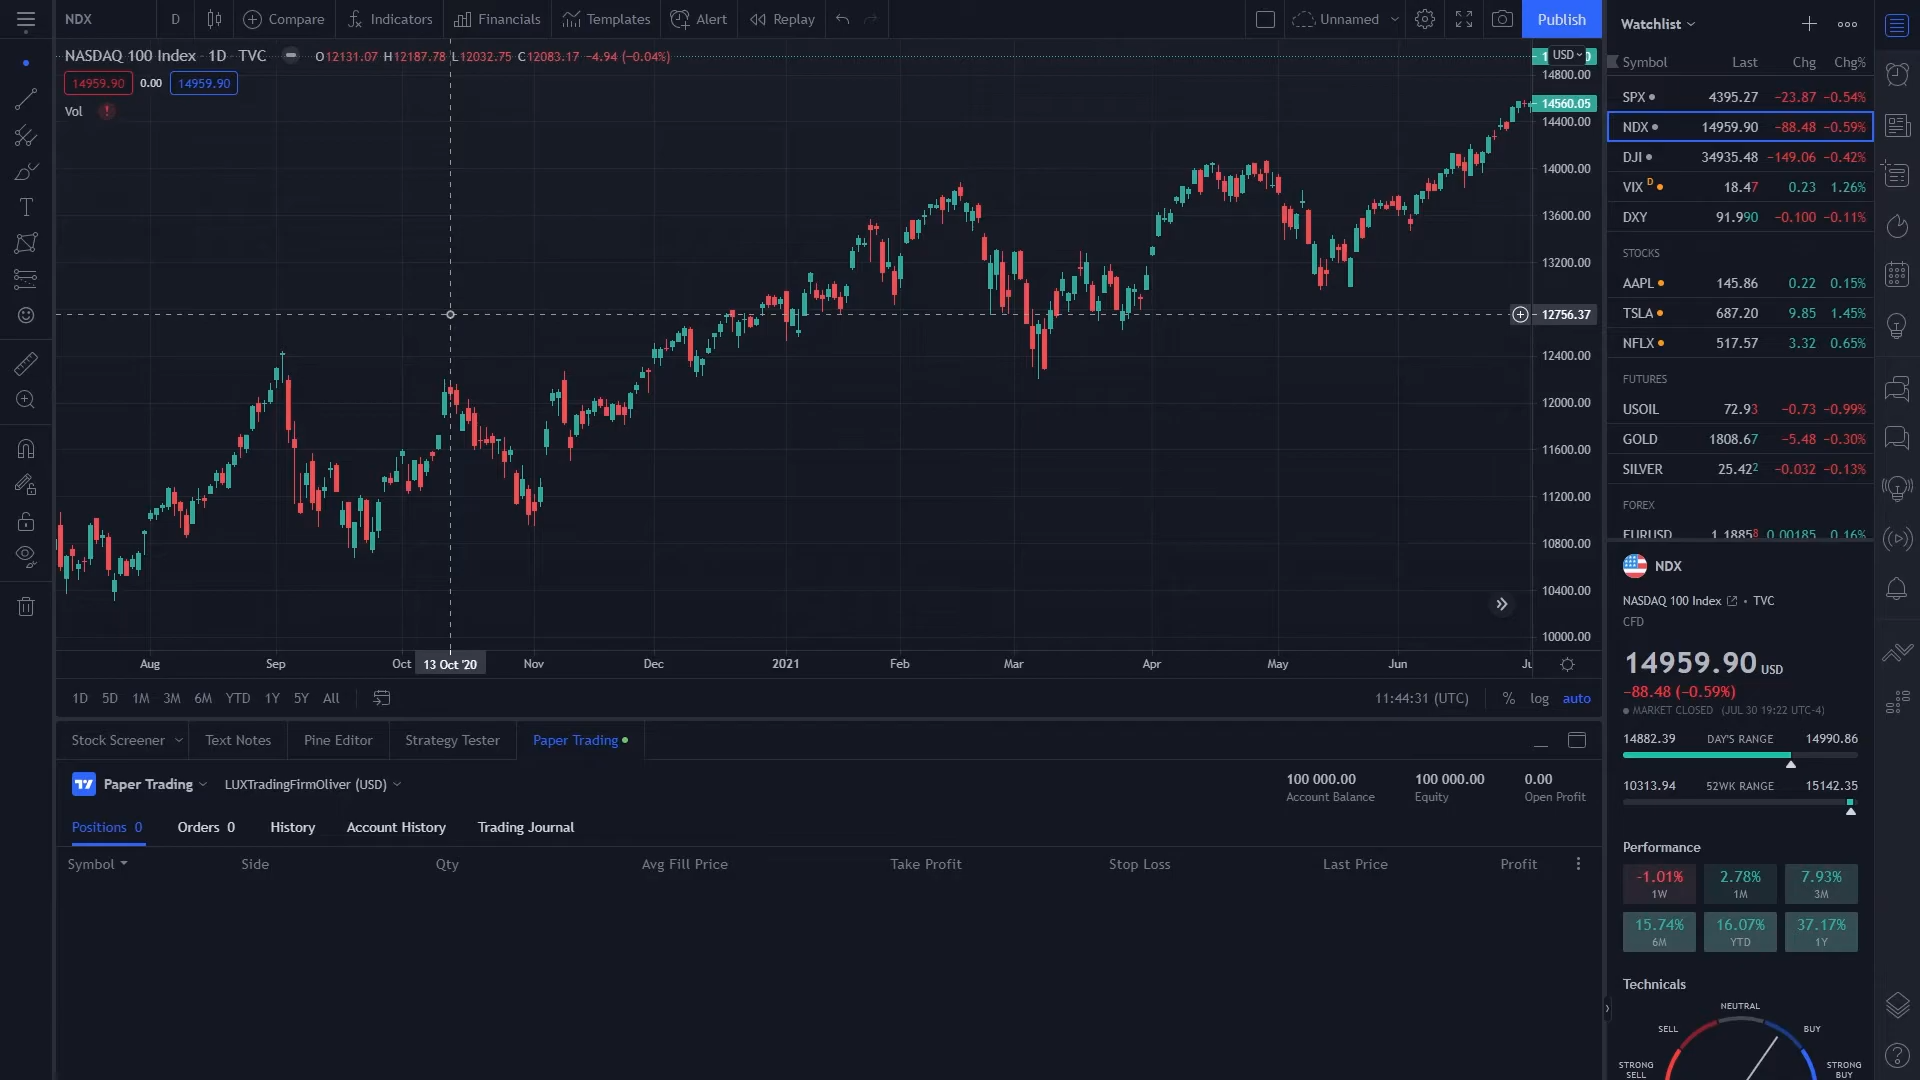 NDX D Compare Indicators Financials Templates Alert Replay Unnamed Publish
NASDAQ 100 Index · 1D · TVC O12131.07 H12187.78 L12032.75 C12083.17 −4.94 (−0.04%)
14959.90 0.00 14959.90
Vol !
USD
14800.00
14560.05
14400.00
14000.00
13600.00
13200.00
12756.37
12400.00
12000.00
11600.00
11200.00
10800.00
10400.00
10000.00
Aug Sep Oct 13 Oct '20 Nov Dec 2021 Feb Mar Apr May Jun
1D 5D 1M 3M 6M YTD 1Y 5Y All 11:44:31 (UTC) % log auto
Stock Screener Text Notes Pine Editor Strategy Tester Paper Trading
Paper Trading LUXTradingFirmOliver (USD)
100 000.00 100 000.00 0.00
Account Balance Equity Open Profit
Positions 0 Orders 0 History Account History Trading Journal
Symbol Side Qty Avg Fill Price Take Profit Stop Loss Last Price Profit
Watchlist
Symbol Last Chg Chg%
SPX 4395.27 −23.87 −0.54%
NDX 14959.90 −88.48 −0.59%
DJI 34935.48 −149.06 −0.42%
VIX D 18.47 0.23 1.26%
DXY 91.990 −0.100 −0.11%
STOCKS
AAPL 145.86 0.22 0.15%
TSLA 687.20 9.85 1.45%
NFLX 517.57 3.32 0.65%
FUTURES
USOIL 72.93 −0.73 −0.99%
GOLD 1808.67 −5.48 −0.30%
SILVER 25.422 −0.032 −0.13%
FOREX
EURUSD 1.18858 0.00185 0.16%
NDX
NASDAQ 100 Index • TVC
CFD
14959.90 USD
−88.48 (−0.59%)
MARKET CLOSED (JUL 30 19:22 UTC-4)
14882.39 DAY'S RANGE 14990.86
10313.94 52WK RANGE 15142.35
Performance
-1.01% 2.78% 7.93%
1W 1M 3M
15.74% 16.07% 37.17%
6M YTD 1Y
Technicals
NEUTRAL
SELL BUY
STRONG SELL STRONG BUY